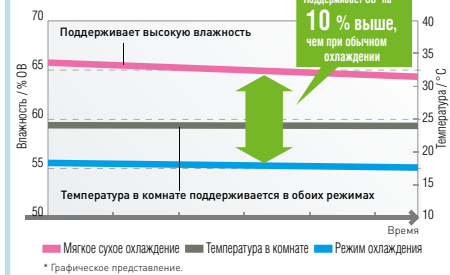 Поддерживает ОВ на
10 % выше,
чем при обычном
охлаждении
Поддерживает высокую влажность
70
65
60
55
50
Влажность / % ОВ
40
35
30
25
20
15
10
Температура / °C
Температура в комнате поддерживается в обоих режимах
Время
Мягкое сухое охлаждение
Температура в комнате
Режим охлаждения
* Графическое представление.